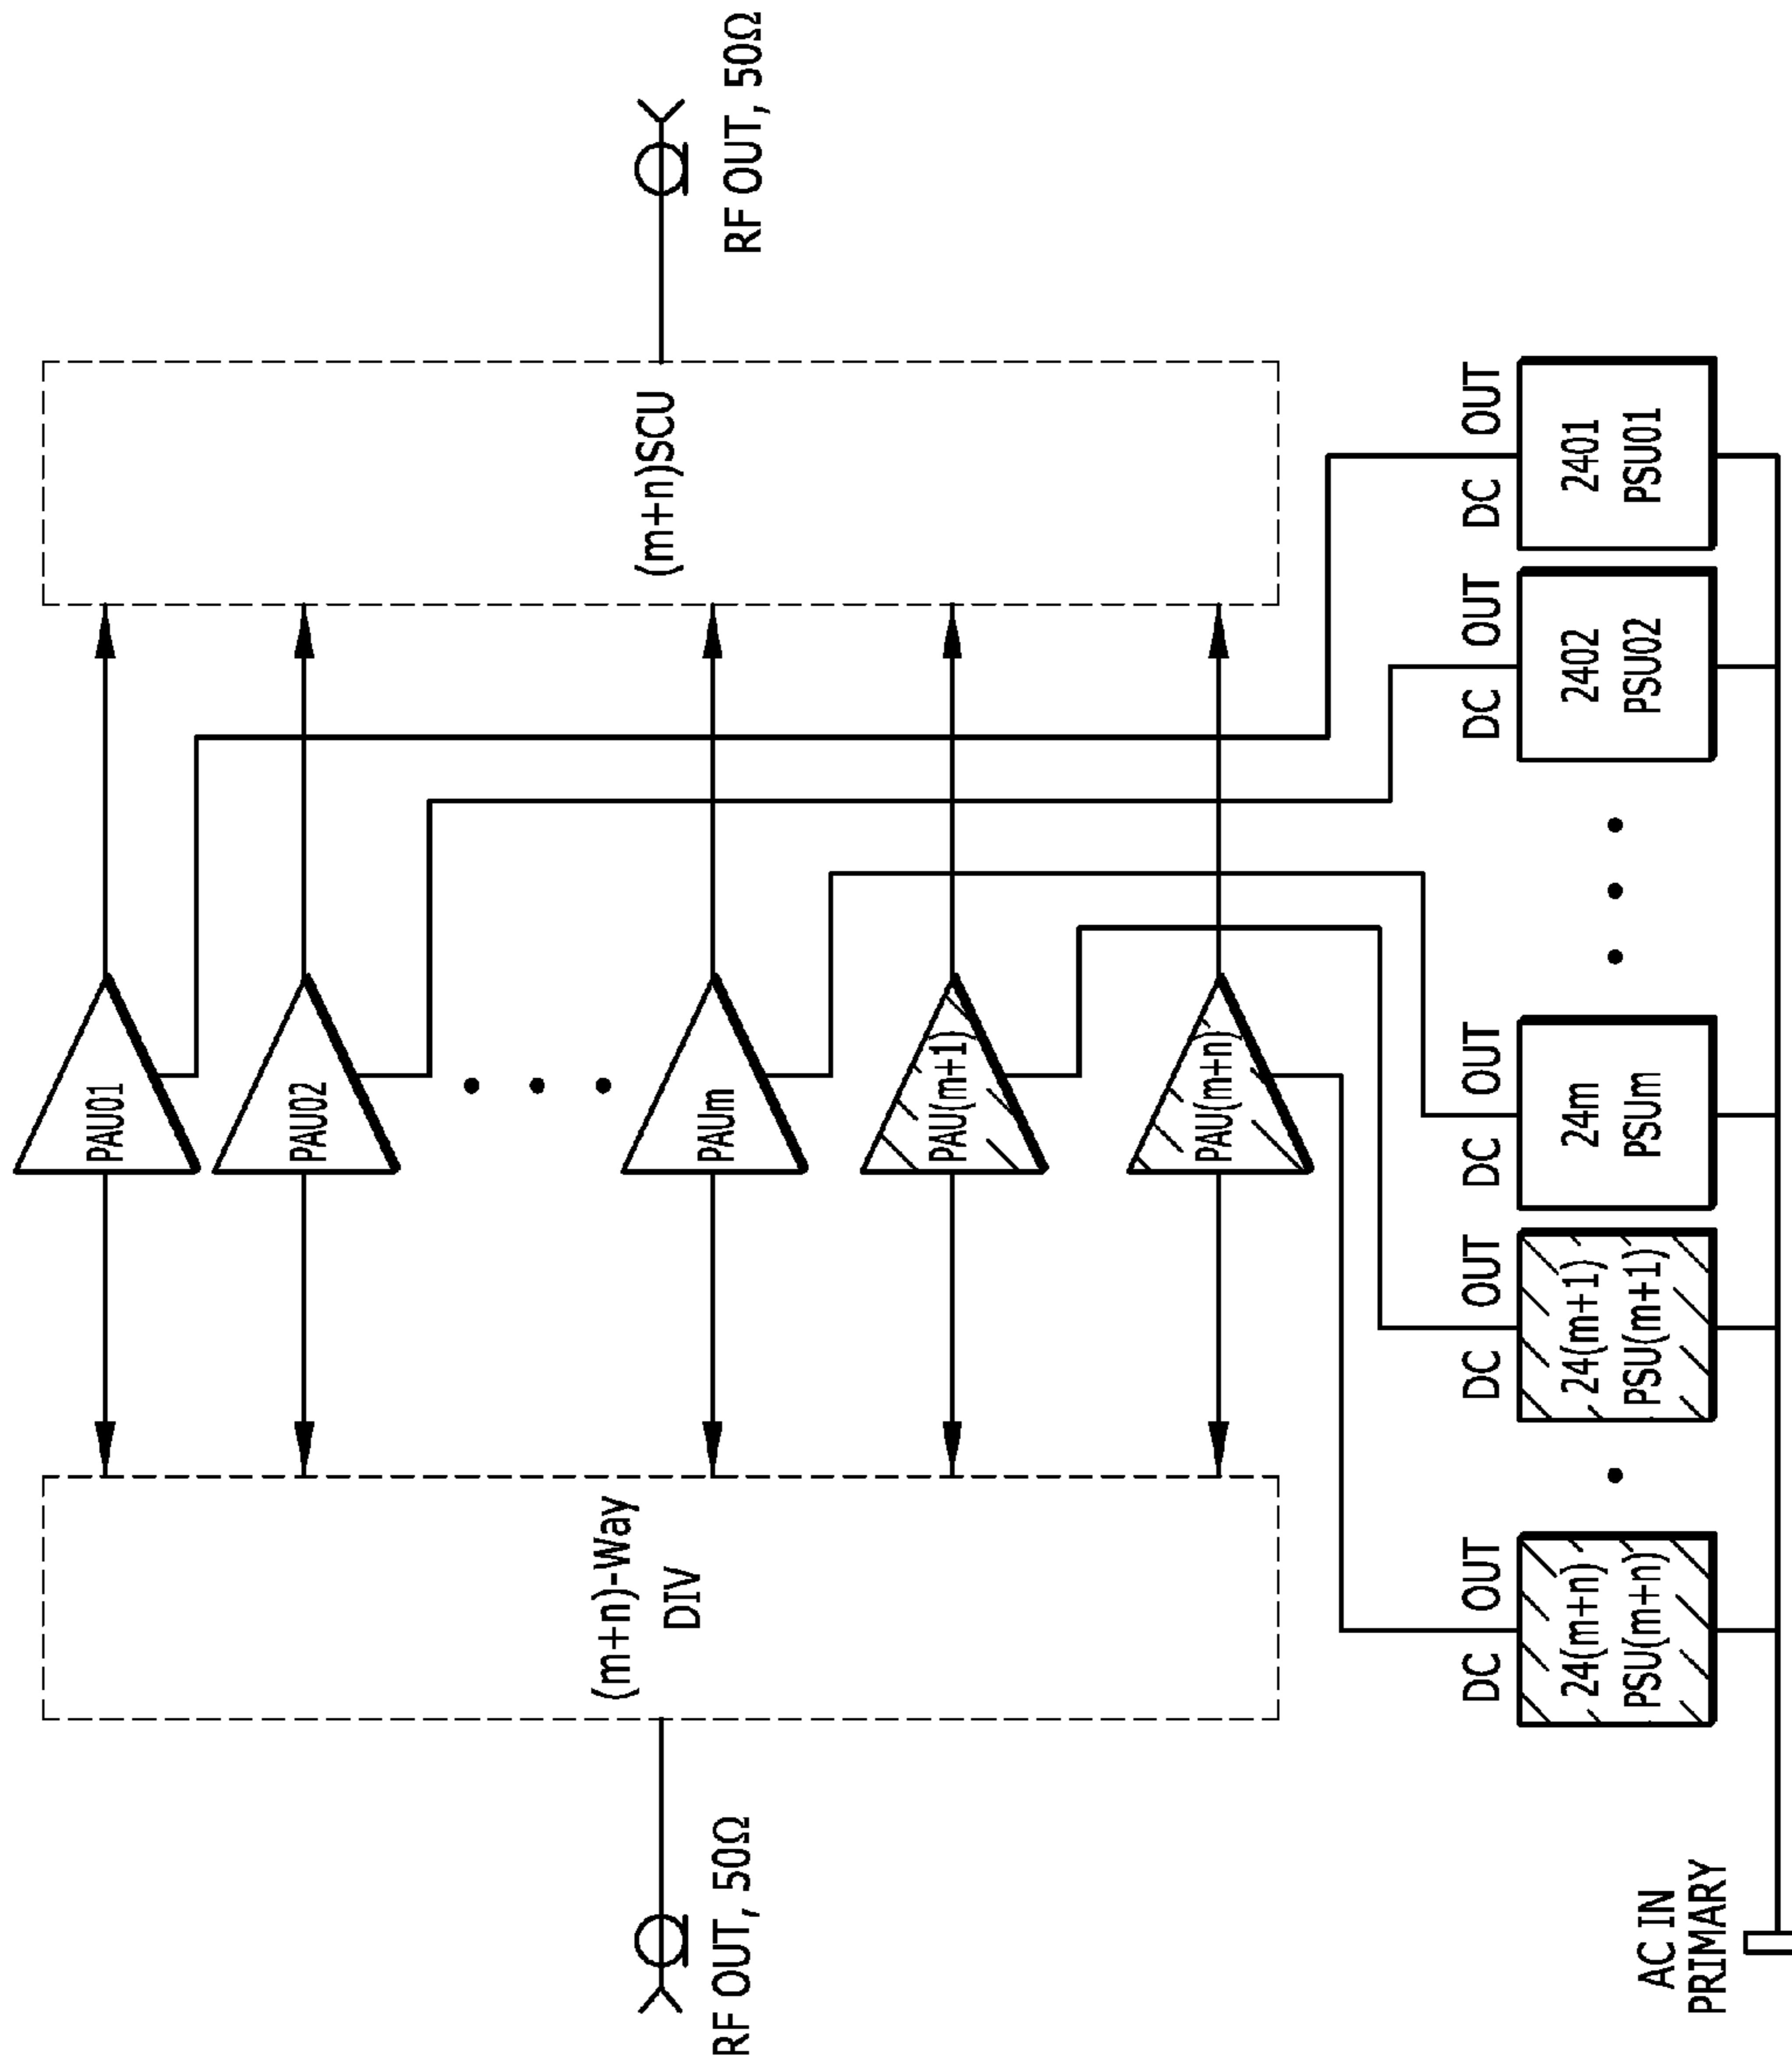 PAU01
PAU02
PAUm
PAU(m+1)
PAU(m+n)
(m+n)-Way
DIV
(m+n)SCU
RF OUT, 50Ω
RF OUT, 50Ω
DC OUT
DC OUT
DC OUT
DC OUT
DC OUT
24(m+n)
PSU(m+n)
24(m+1)
PSU(m+1)
24m
PSUm
2402
PSU02
2401
PSU01
AC IN
PRIMARY